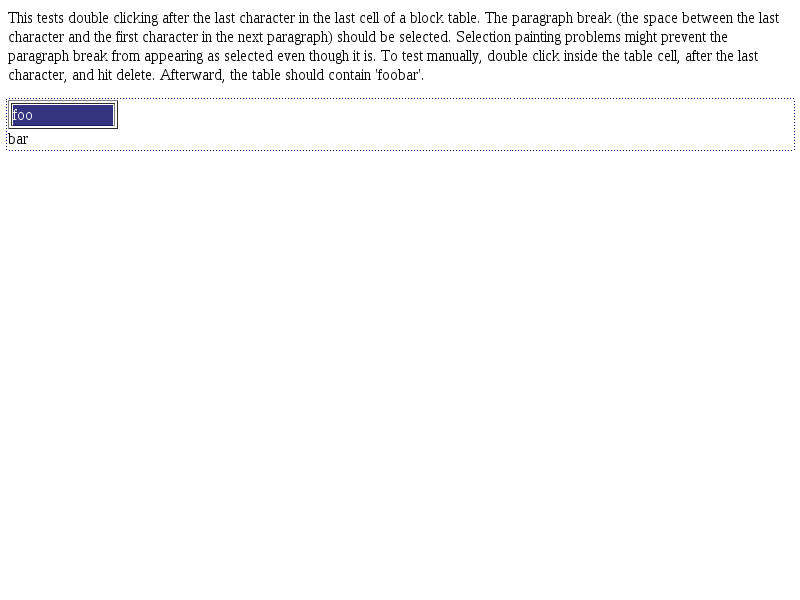 This tests double clicking after the last character in the last cell of a block table. The paragraph break (the space between the last
character and the first character in the next paragraph) should be selected. Selection painting problems might prevent the
paragraph break from appearing as selected even though it is. To test manually, double click inside the table cell, after the last
character, and hit delete. Afterward, the table should contain 'foobar'.
foo
bar